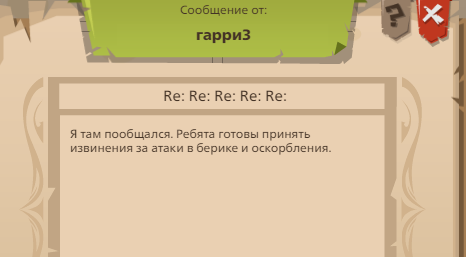 Сообщение от:
гарри3
?
Re: Re: Re: Re: Re:
Я там пообщался. Ребята готовы принять
извинения за атаки в берике и оскорбления.